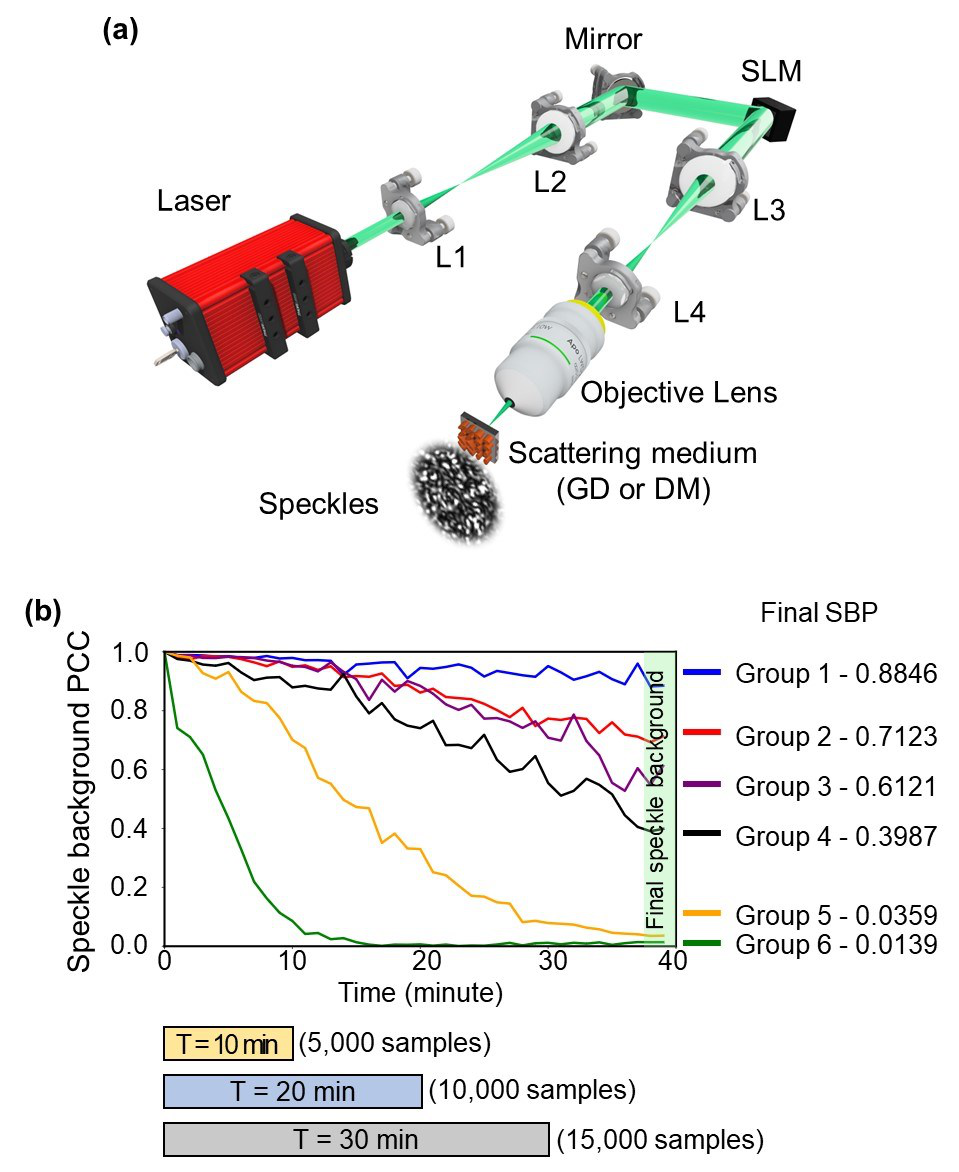 (a)
Mirror
SLM
L2
Laser
L3
L1
L4
Apo
Objective Lens
Scattering medium
(GD or DM)
Speckles
(b)
Final SBP
Speckle background PCC
1.0
0.8
0.6
0.4
0.2
0.0
0
10
20
30
40
Time (minute)
Final speckle background
Group 1 - 0.8846
Group 2 - 0.7123
Group 3 - 0.6121
Group 4 - 0.3987
Group 5 - 0.0359
Group 6 - 0.0139
T = 10 min (5,000 samples)
T = 20 min (10,000 samples)
T = 30 min (15,000 samples)